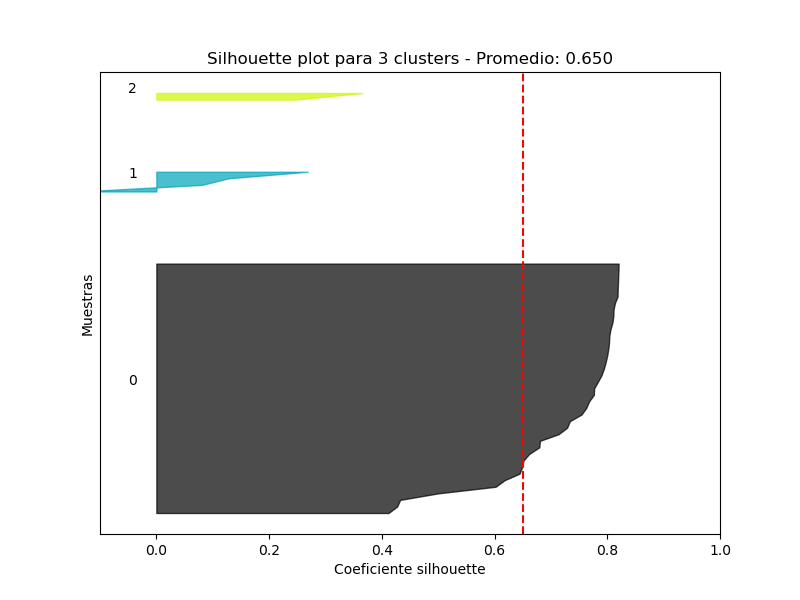 Silhouette plot para 3 clusters - Promedio: 0.650
2
1
0
Muestras
0.0 0.2 0.4 0.6 0.8 1.0
Coeficiente silhouette